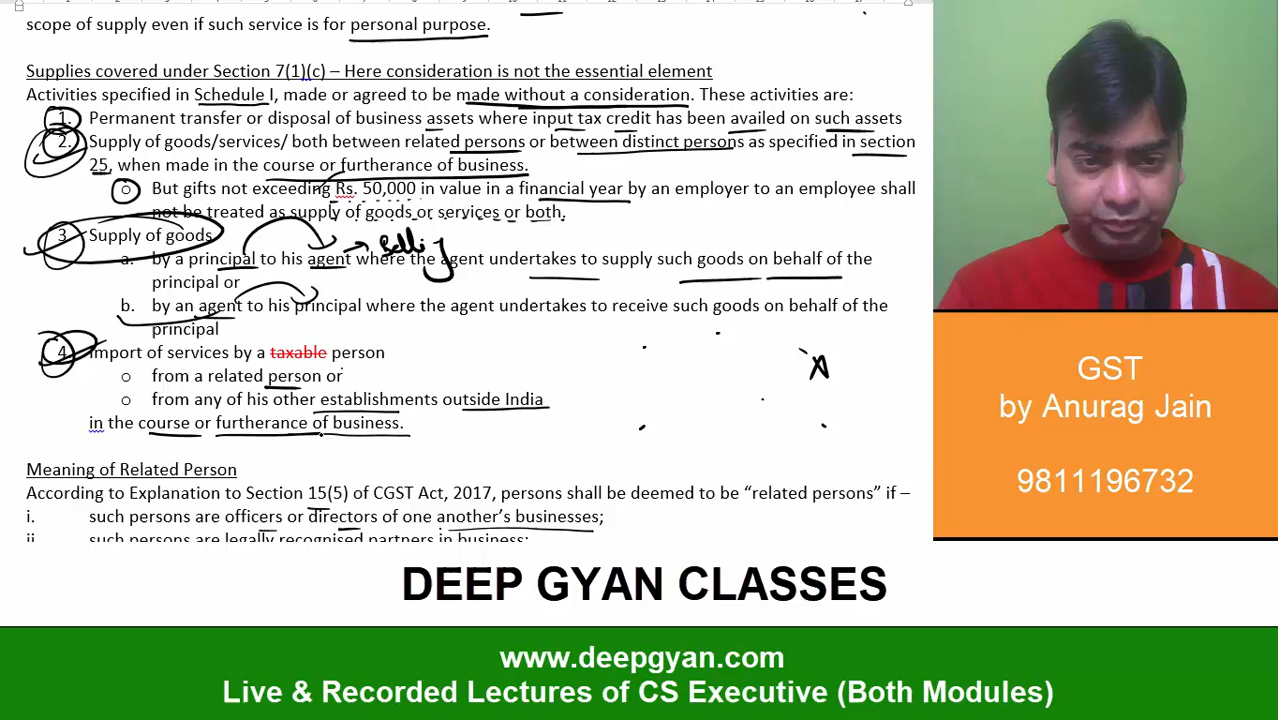 scope of supply even if such service is for personal purpose.
Supplies covered under Section 7(1)(c) – Here consideration is not the essential element
Activities specified in Schedule I, made or agreed to be made without a consideration. These activities are:
1. Permanent transfer or disposal of business assets where input tax credit has been availed on such assets
2. Supply of goods/services/ both between related persons or between distinct persons as specified in section
25, when made in the course or furtherance of business.
o But gifts not exceeding Rs. 50,000 in value in a financial year by an employer to an employee shall
not be treated as supply of goods or services or both.
3. Supply of goods
a. by a principal to his agent where the agent undertakes to supply such goods on behalf of the
principal or
b. by an agent to his principal where the agent undertakes to receive such goods on behalf of the
principal
4. Import of services by a taxable person
o from a related person or
o from any of his other establishments outside India
in the course or furtherance of business.
Meaning of Related Person
According to Explanation to Section 15(5) of CGST Act, 2017, persons shall be deemed to be “related persons” if –
i. such persons are officers or directors of one another’s businesses;
ii. such persons are legally recognised partners in business;
GST
by Anurag Jain
9811196732
DEEP GYAN CLASSES
www.deepgyan.com
Live & Recorded Lectures of CS Executive (Both Modules)